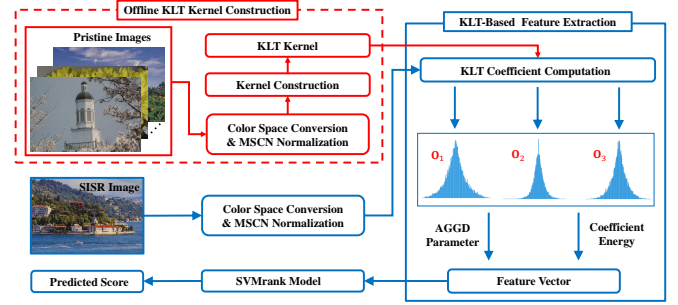 Offline KLT Kernel Construction
KLT-Based Feature Extraction
Pristine Images
KLT Kernel
Kernel Construction
Color Space Conversion
& MSCN Normalization
KLT Coefficient Computation
O1
O2
O3
SISR Image
Color Space Conversion
& MSCN Normalization
AGGD
Parameter
Coefficient
Energy
Predicted Score
SVMrank Model
Feature Vector